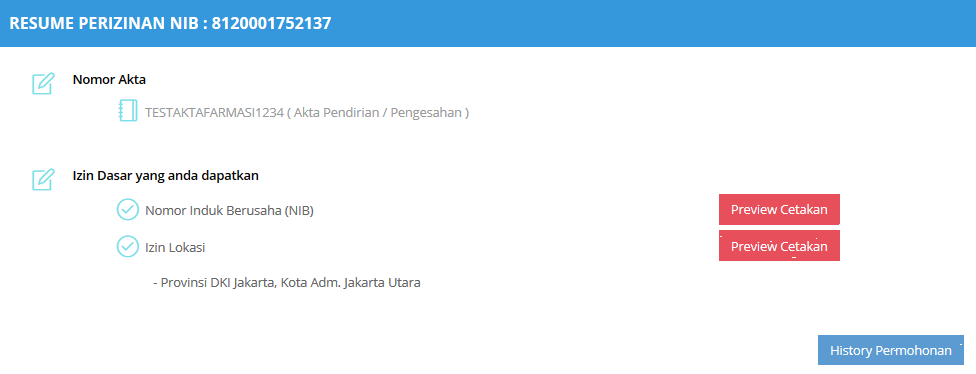 RESUME PERIZINAN NIB : 8120001752137
Nomor Akta
TESTAKTAFARMASI1234 ( Akta Pendirian / Pengesahan )
Izin Dasar yang anda dapatkan
Nomor Induk Berusaha (NIB) Preview Cetakan
Izin Lokasi Preview Cetakan
- Provinsi DKI Jakarta, Kota Adm. Jakarta Utara
History Permohonan